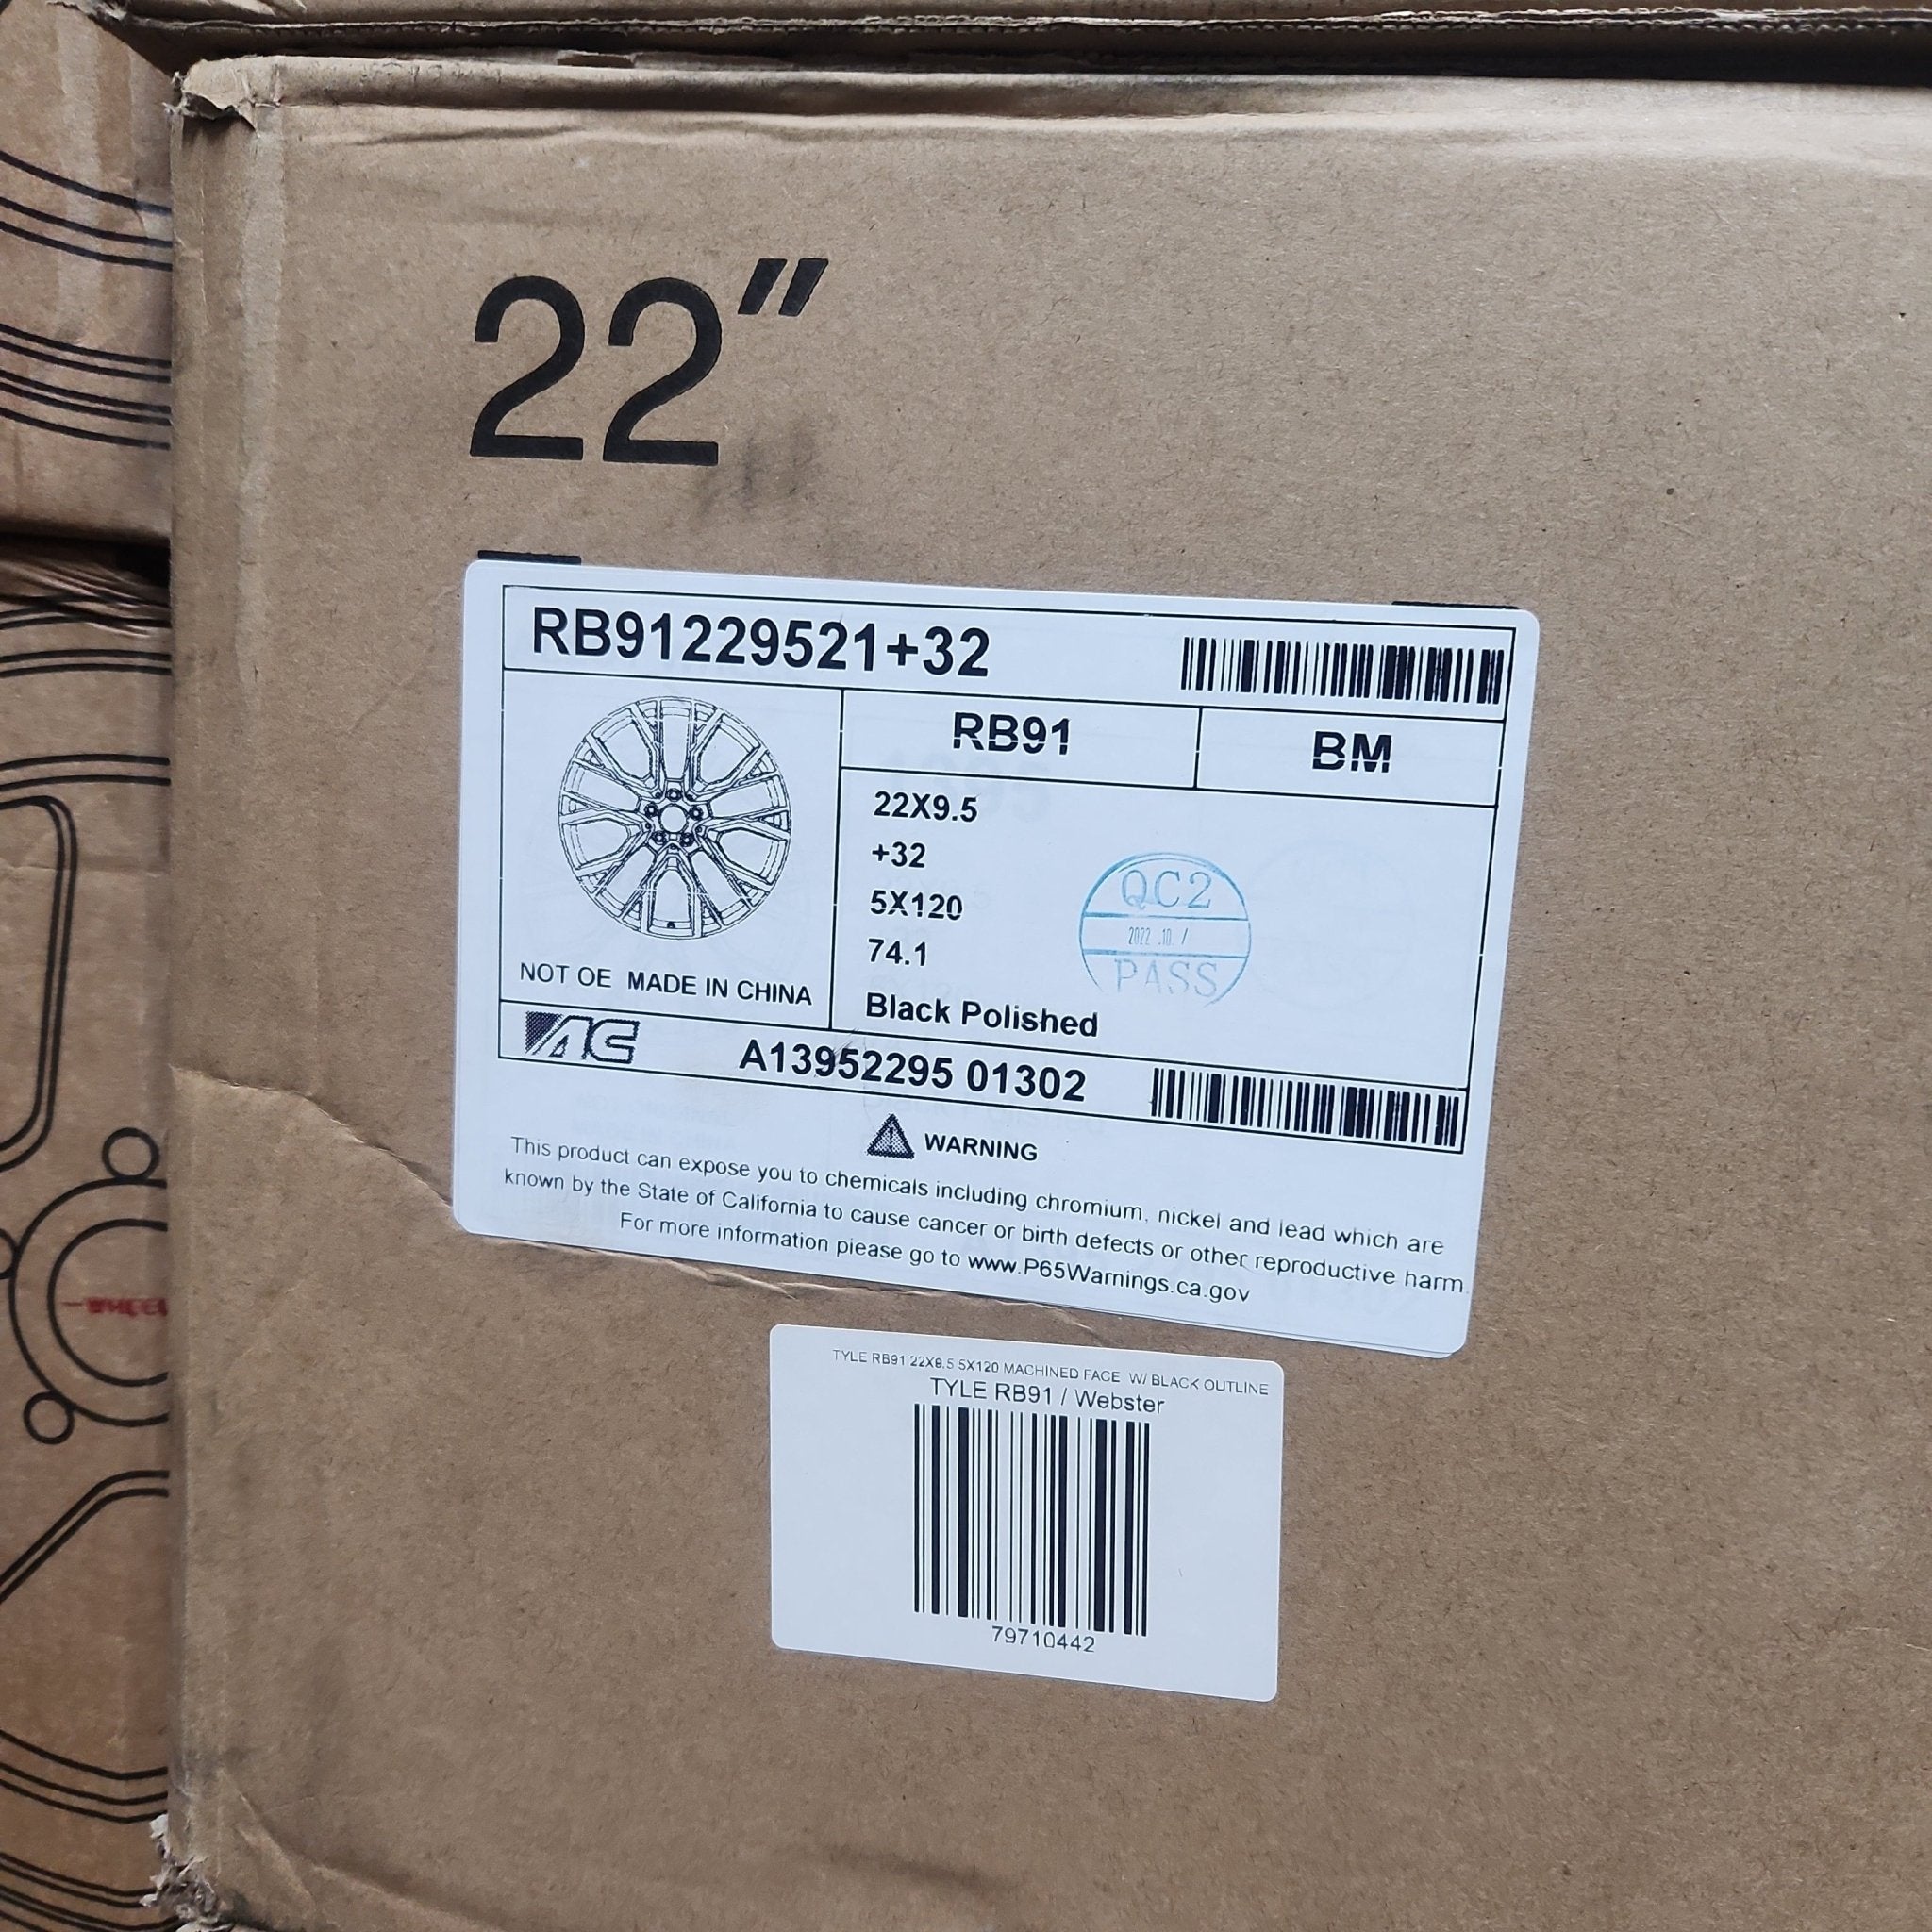 22"
RB91229521+32
RB91
BM
22X9.5
+32
5X120
74.1
Black Polished
QC2
2022 .10. /
PASS
NOT OE MADE IN CHINA
AC
A13952295 01302
WARNING
This product can expose you to chemicals including chromium, nickel and lead which are
known by the State of California to cause cancer or birth defects or other reproductive harm
For more information please go to www.P65Warnings.ca.gov
TYLE RB91 22X9.5 5X120 MACHINED FACE W/ BLACK OUTLINE
TYLE RB91 / Webster
79710442
WHEEL